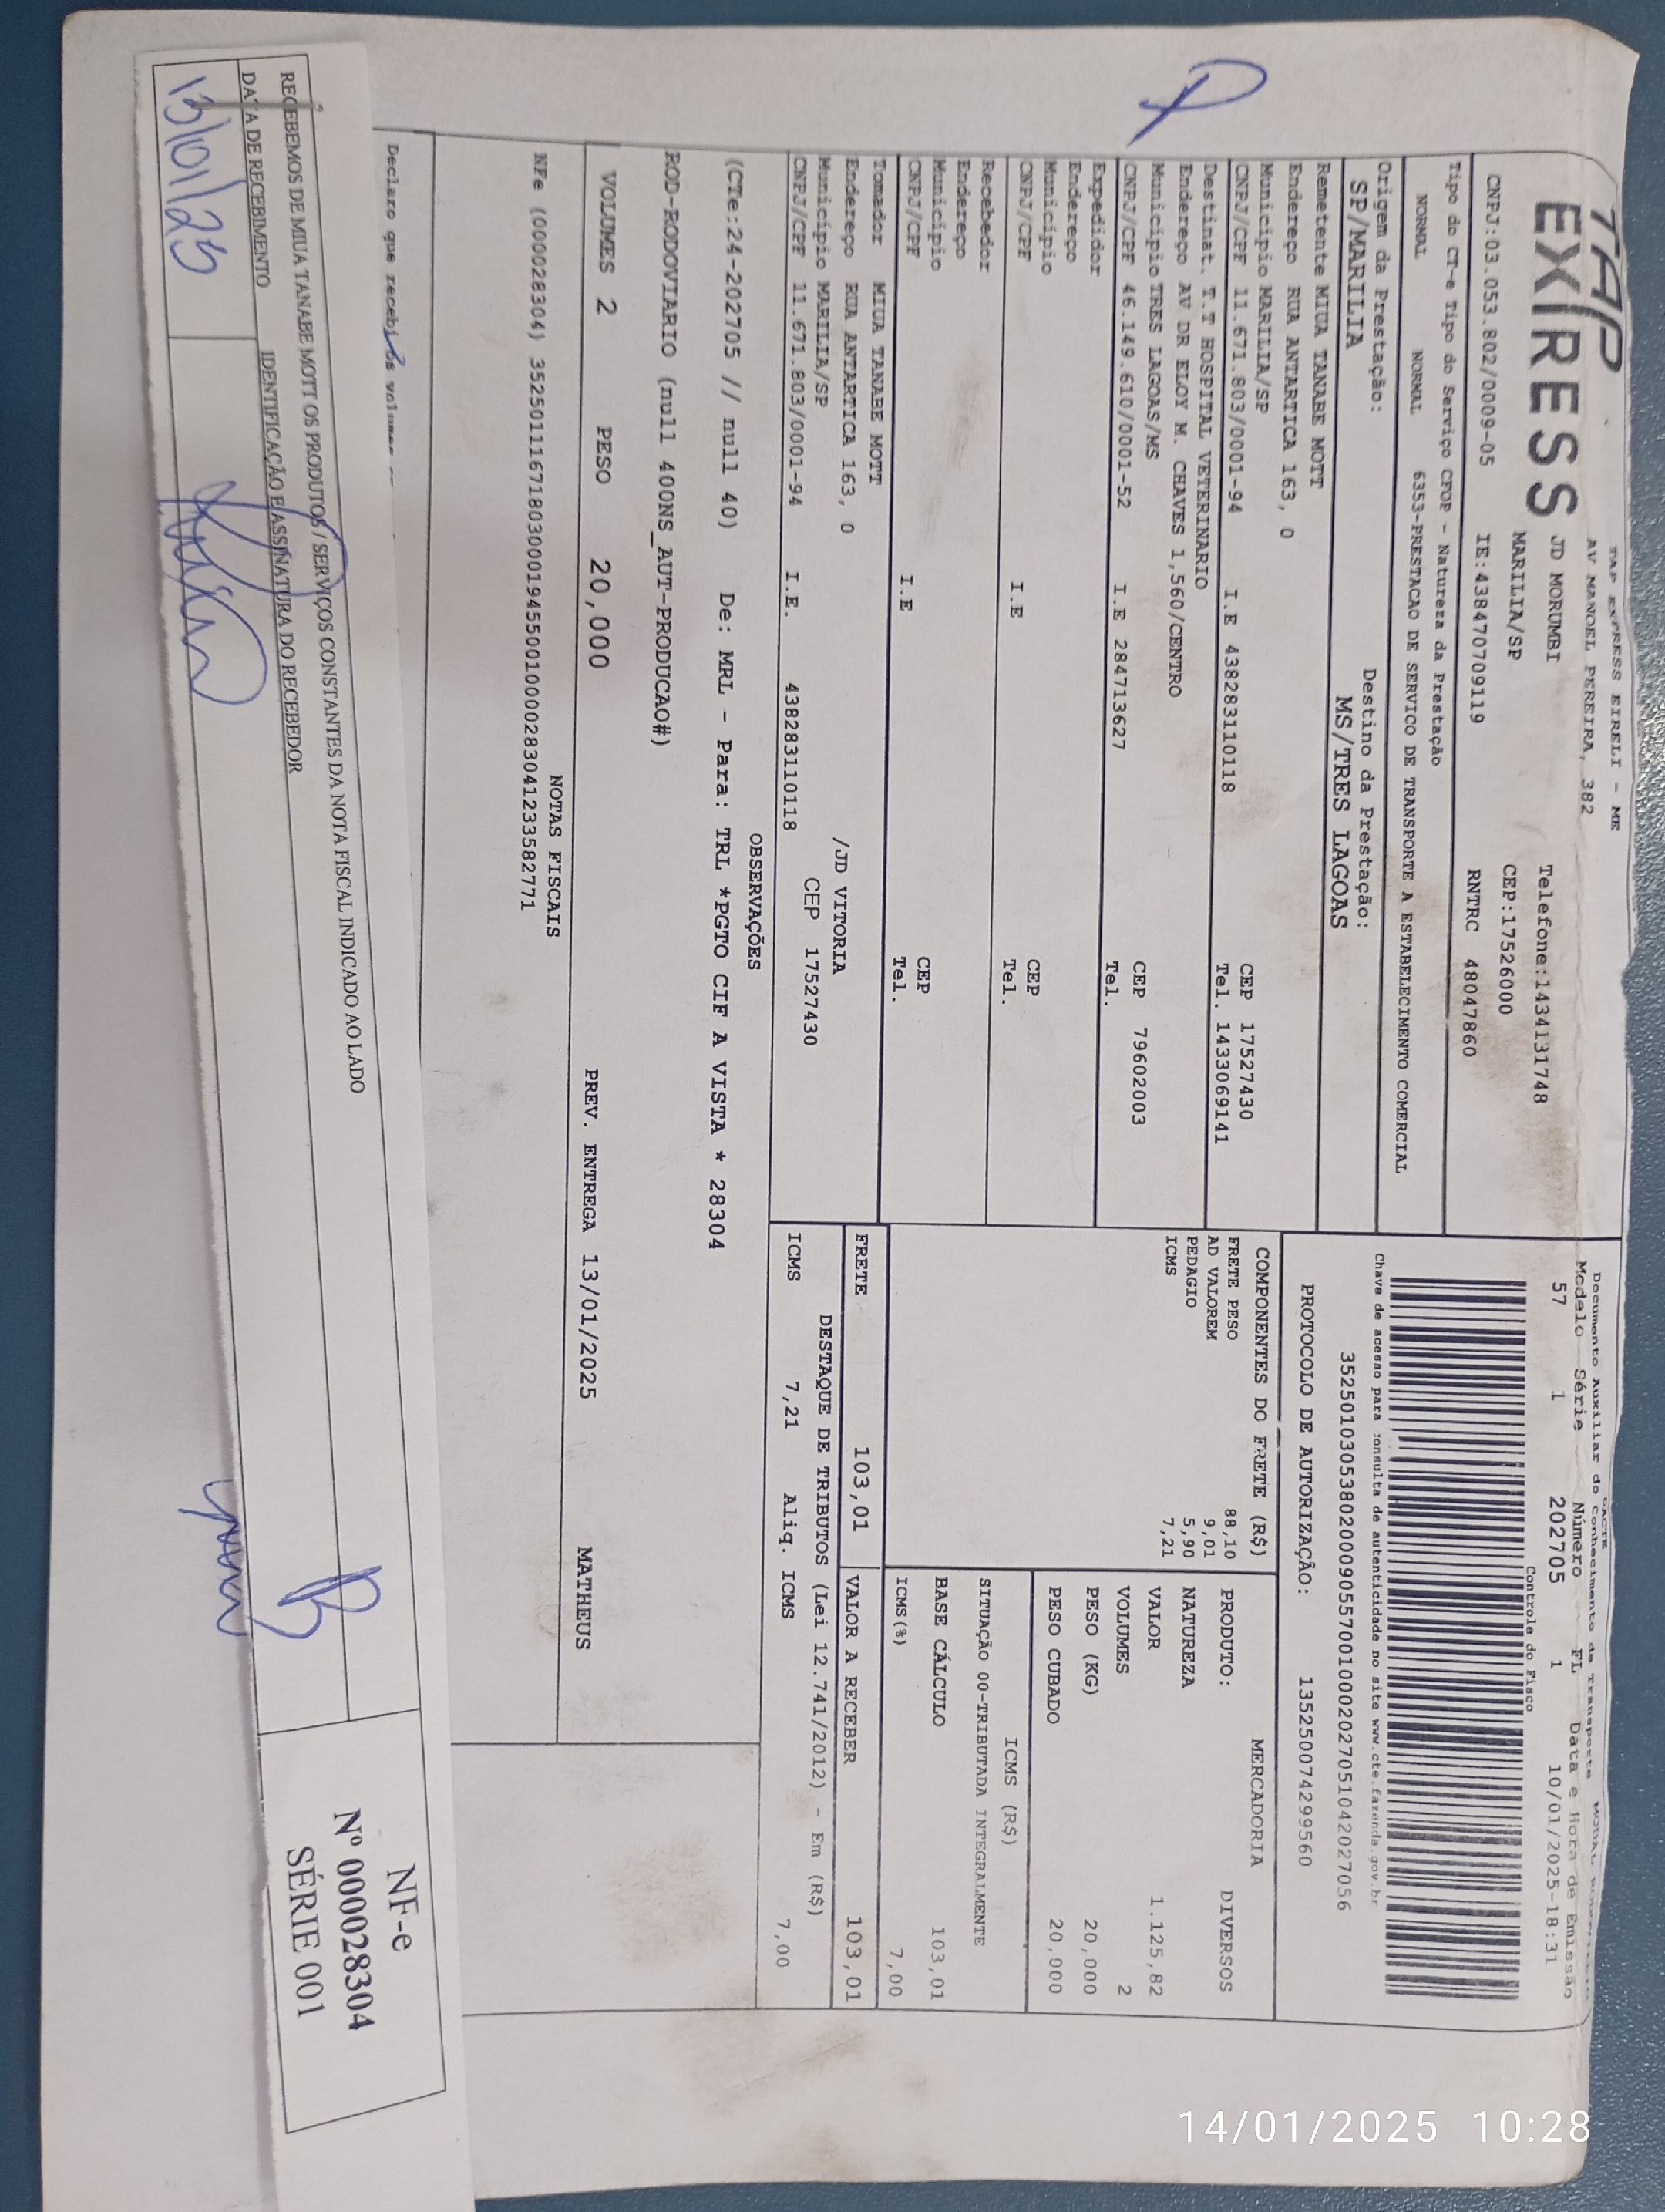 TAP
EXPRESS
TAP EXPRESS EIRELI - ME
AV MANOEL PEREIRA, 382
JD MORUMBI Telefone:1434131748
MARILIA/SP CEP:17526000
CNPJ:03.053.802/0009-05 IE:438470709119 RNTRC 48047860
Tipo do CT-e Tipo do Serviço CFOP - Natureza da Prestação
NORMAL NORMAL 6353-PRESTACAO DE SERVICO DE TRANSPORTE A ESTABELECIMENTO COMERCIAL
Origem da Prestação: Destino da Prestação:
SP/MARILIA MS/TRES LAGOAS
Remetente MIUA TANABE MOTT
Endereço RUA ANTARTICA 163, 0
Município MARILIA/SP CEP 17527430
CNPJ/CPF 11.671.803/0001-94 I.E 438283110118 Tel. 1433069141
Destinat. T.T HOSPITAL VETERINARIO
Endereço AV DR ELOY M. CHAVES 1,560/CENTRO
Município TRES LAGOAS/MS CEP 79602003
CNPJ/CPF 46.149.610/0001-52 I.E 284713627 Tel.
Expedidor
Endereço
Município CEP
CNPJ/CPF I.E Tel.
Recebedor
Endereço
Município CEP
CNPJ/CPF I.E Tel.
Tomador MIUA TANABE MOTT
Endereço RUA ANTARTICA 163, 0 /JD VITORIA
Município MARILIA/SP CEP 17527430
CNPJ/CPF 11.671.803/0001-94 I.E. 438283110118
DACTE
Documento Auxiliar do Conhecimento de Transporte
Modelo Série Número FL Data e Hora de Emissão
57 1 202705 1 10/01/2025-18:31
Controle do Fisco
Chave de acesso para consulta de autenticidade no site www.cte.fazenda.gov.br
35250103053802000905570010002027051042027056
PROTOCOLO DE AUTORIZAÇÃO: 135250074299560
COMPONENTES DO FRETE (R$)
FRETE PESO 88,10
AD VALOREM 9,01
PEDAGIO 5,90
ICMS 7,21
MERCADORIA
PRODUTO: DIVERSOS
NATUREZA
VALOR 1.125,82
VOLUMES 2
PESO (KG) 20,000
PESO CUBADO 20,000
ICMS (R$)
SITUAÇÃO 00-TRIBUTADA INTEGRALMENTE
BASE CÁLCULO 103,01
ICMS(%) 7,00
FRETE 103,01 VALOR A RECEBER 103,01
DESTAQUE DE TRIBUTOS (Lei 12.741/2012) - Em (R$)
ICMS 7,21 Aliq. ICMS 7,00
OBSERVAÇÕES
(CTe:24-202705 // null 40) De: MRL - Para: TRL *PGTO CIF A VISTA * 28304
ROD-RODOVIARIO (null 400NS_AUT-PRODUCAO#)
VOLUMES 2 PESO 20,000 PREV. ENTREGA 13/01/2025 MATHEUS
NOTAS FISCAIS
NFe (000028304) 35250111671803000194550010000283041233582771
Declaro que recebi os volumes
RECEBEMOS DE MIUA TANABE MOTT OS PRODUTOS / SERVIÇOS CONSTANTES DA NOTA FISCAL INDICADO AO LADO
DATA DE RECEBIMENTO IDENTIFICAÇÃO E ASSINATURA DO RECEBEDOR
13/01/25
NF-e
Nº 000028304
SÉRIE 001
14/01/2025 10:28